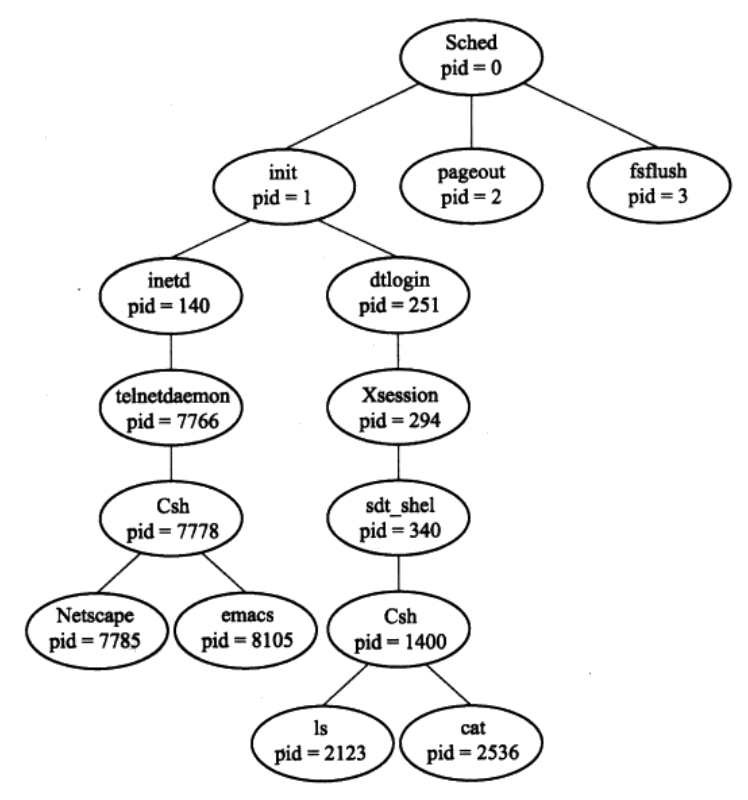 Sched
pid = 0
init
pid = 1
pageout
pid = 2
fsflush
pid = 3
inetd
pid = 140
dtlogin
pid = 251
telnetdaemon
pid = 7766
Xsession
pid = 294
Csh
pid = 7778
sdt_shel
pid = 340
Netscape
pid = 7785
emacs
pid = 8105
Csh
pid = 1400
ls
pid = 2123
cat
pid = 2536